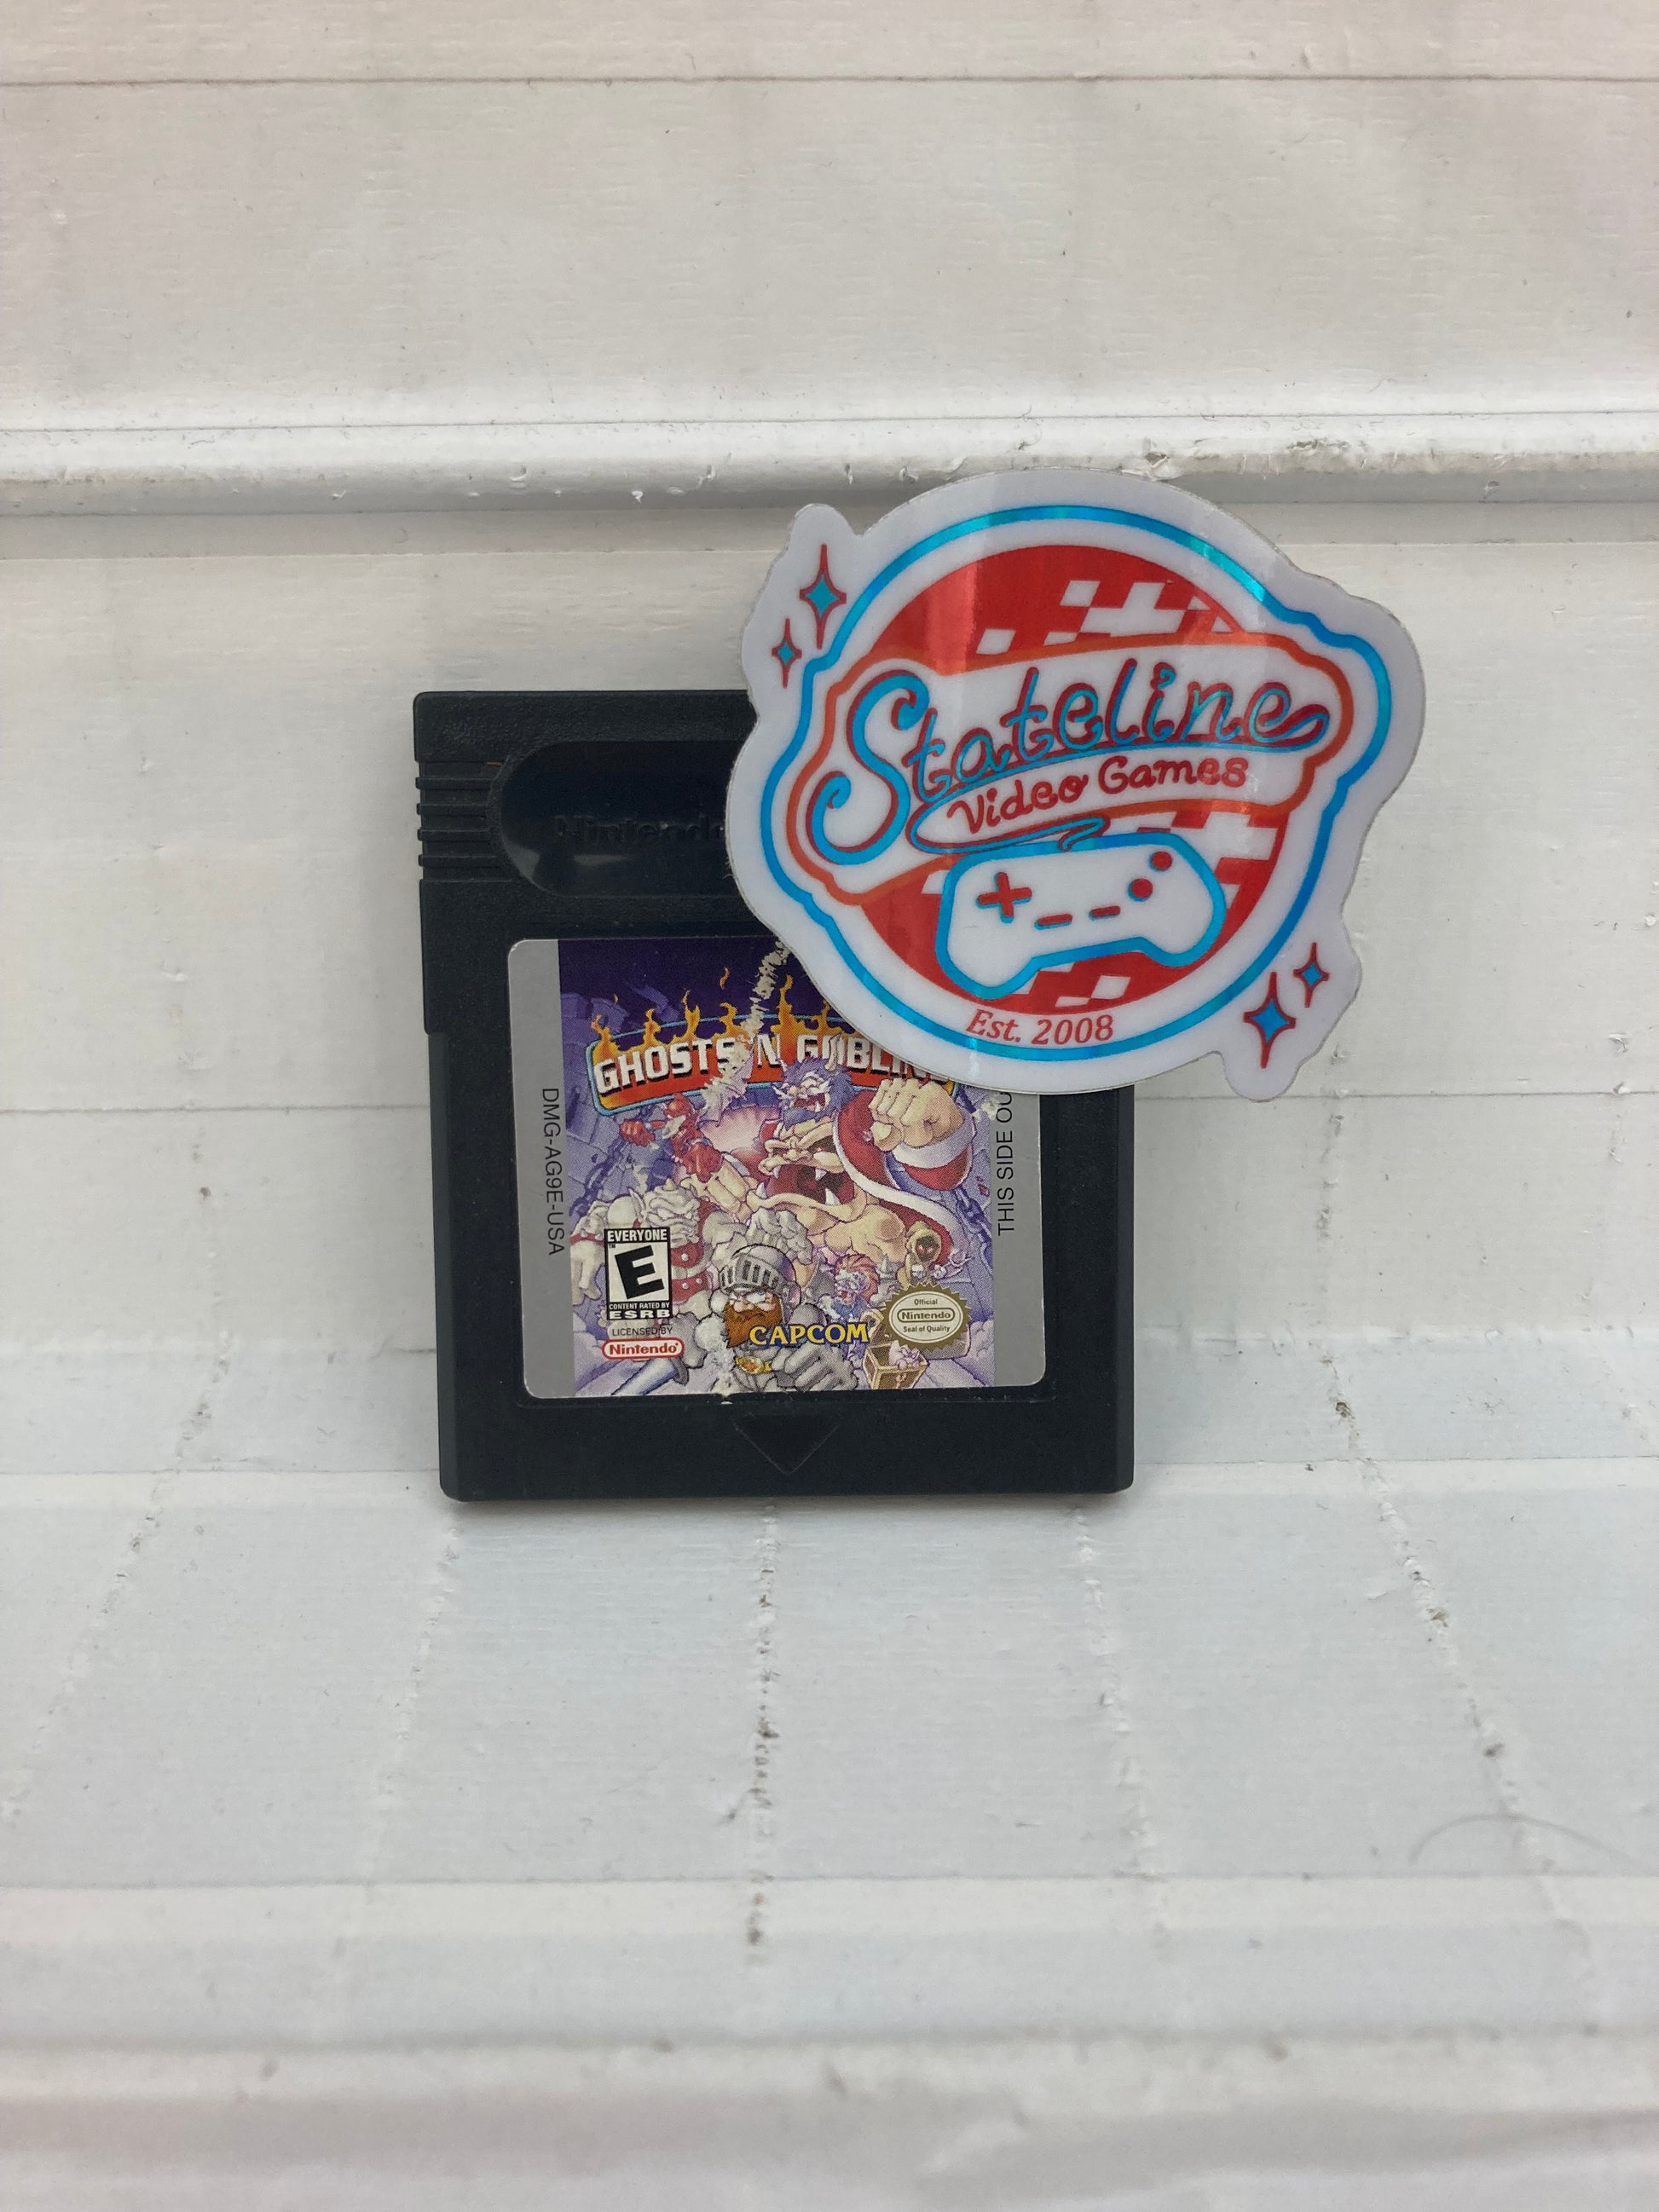 Stateline
Video Games
Est. 2008
Nintendo
GHOSTS 'N GOBLIN
DMG-AG9E-USA
THIS SIDE OU
EVERYONE
E
CONTENT RATED BY
ESRB
LICENSED BY
Nintendo
CAPCOM
Official
Nintendo
Seal of Quality